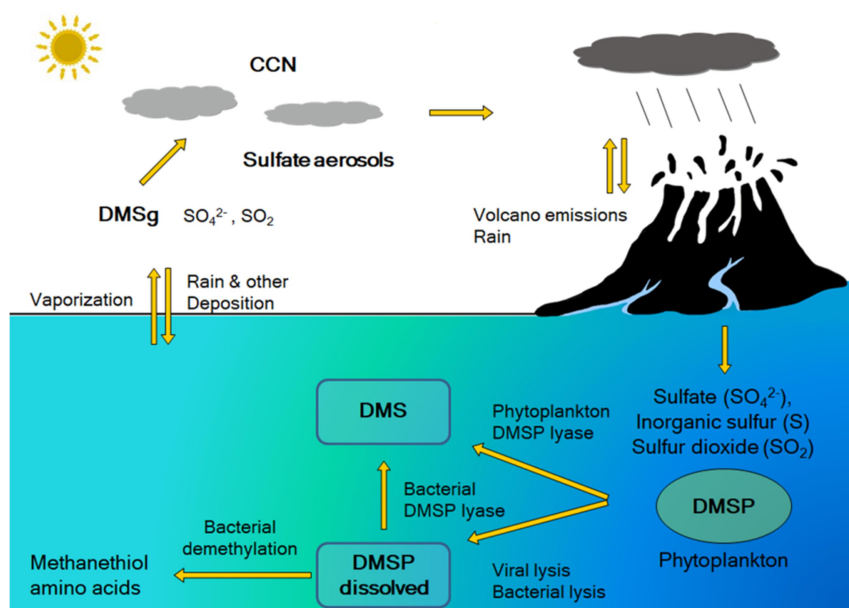 CCN
Sulfate aerosols
DMSg SO₄²⁻ , SO₂
Volcano emissions
Rain
Vaporization
Rain & other
Deposition
DMS
Phytoplankton
DMSP lyase
Sulfate (SO₄²⁻),
Inorganic sulfur (S)
Sulfur dioxide (SO₂)
Bacterial
DMSP lyase
DMSP
Phytoplankton
Bacterial
demethylation
Methanethiol
amino acids
DMSP
dissolved
Viral lysis
Bacterial lysis